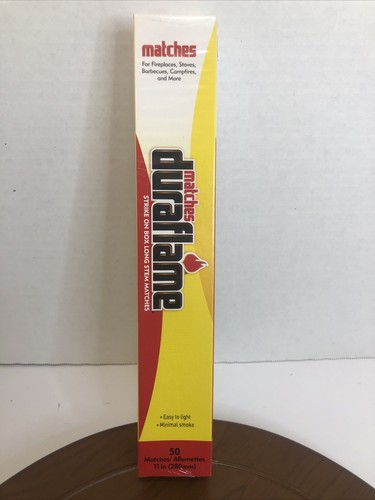 matches
For Fireplaces, Stoves,
Barbecues, Campfires,
and More
matches
duraflame
STRIKE ON BOX LONG STEM MATCHES
• Easy to light
• Minimal smoke
50
Matches/Allumettes
11 in (280mm)